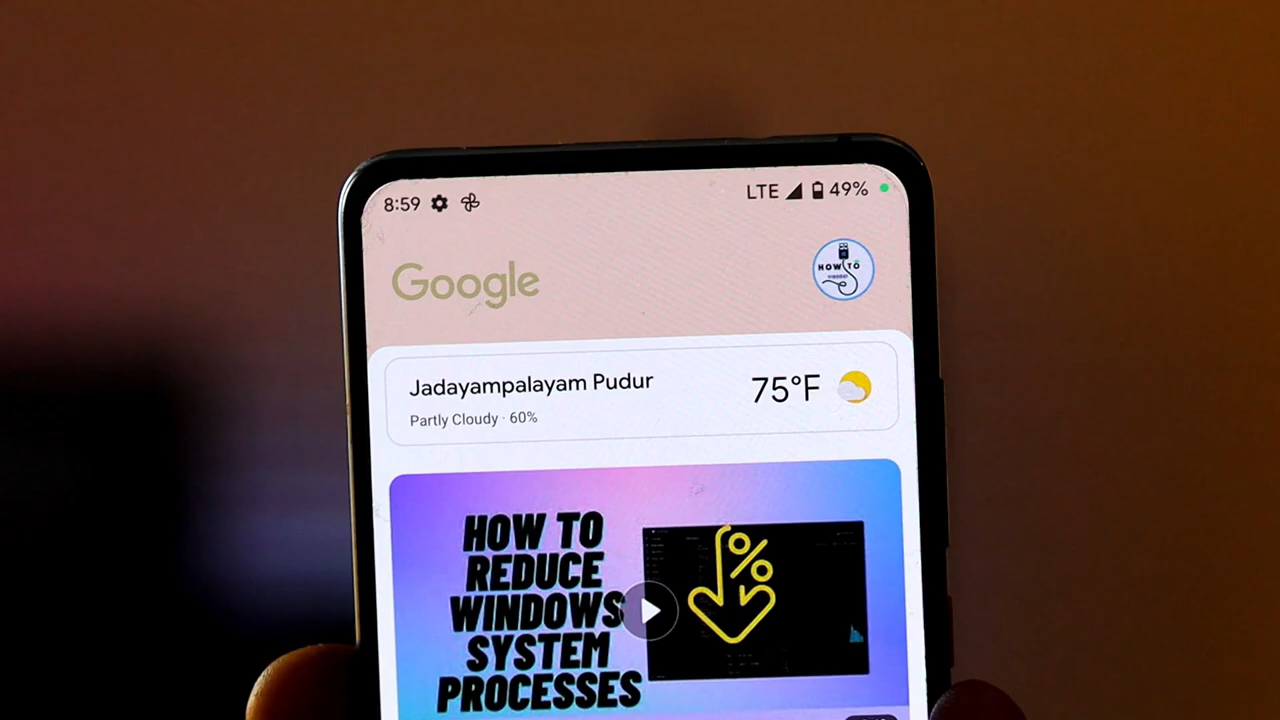 8:59 LTE 49%
Google
HOW TO
Jadayampalayam Pudur
75°F
Partly Cloudy · 60%
HOW TO
REDUCE
WINDOWS
SYSTEM
PROCESSES
%